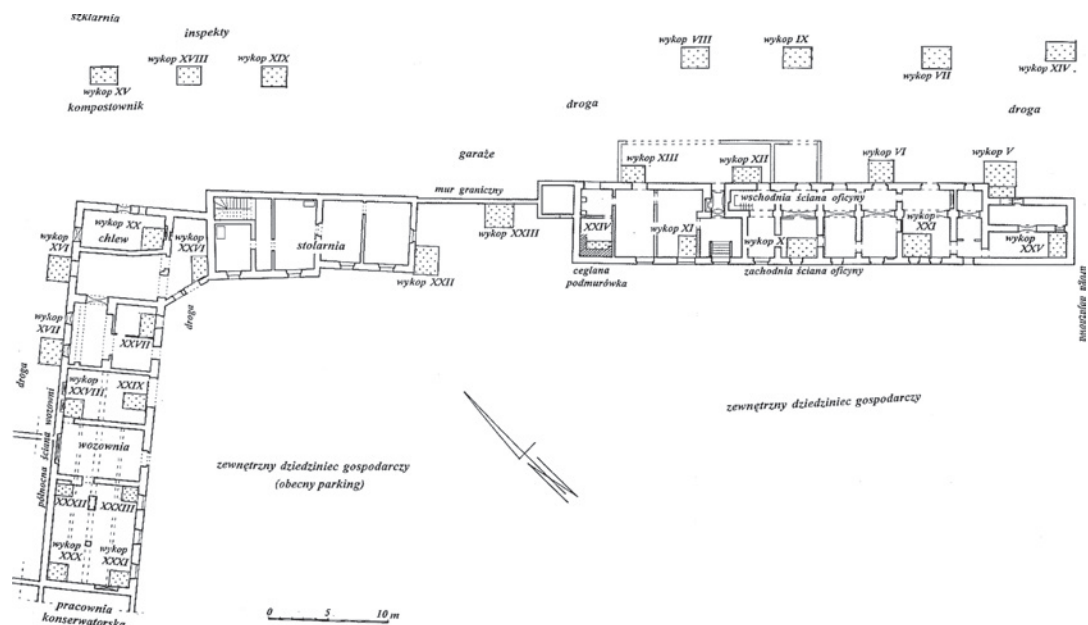 szklarnia
inspekty
wykop XVIII
wykop XIX
wykop VIII
wykop IX
wykop XV
kompostownik
wykop VII
wykop XIV
droga
droga
garaże
wykop XIII
wykop XII
wykop VI
wykop V
mur graniczny
wschodnia ściana oficyny
wykop XX
chlew
wykop
XXVI
stolarnia
wykop XXIII
XXIV
wykop XI
wykop X
wykop
XXI
wykop
XXV
wykop
XVI
wykop XXII
ceglana
podmurówka
zachodnia ściana oficyny
droga wjazdowa
wykop
XVII
XXVII
droga
droga
wykop
XXVIII
XXIX
północna ściana wozowni
wozownia
zewnętrzny dziedziniec gospodarczy
zewnętrzny dziedziniec gospodarczy
(obecny parking)
XXXII
XXXIII
wykop
XXX
wykop
XXXI
pracownia
konserwatorska
0 5 10 m